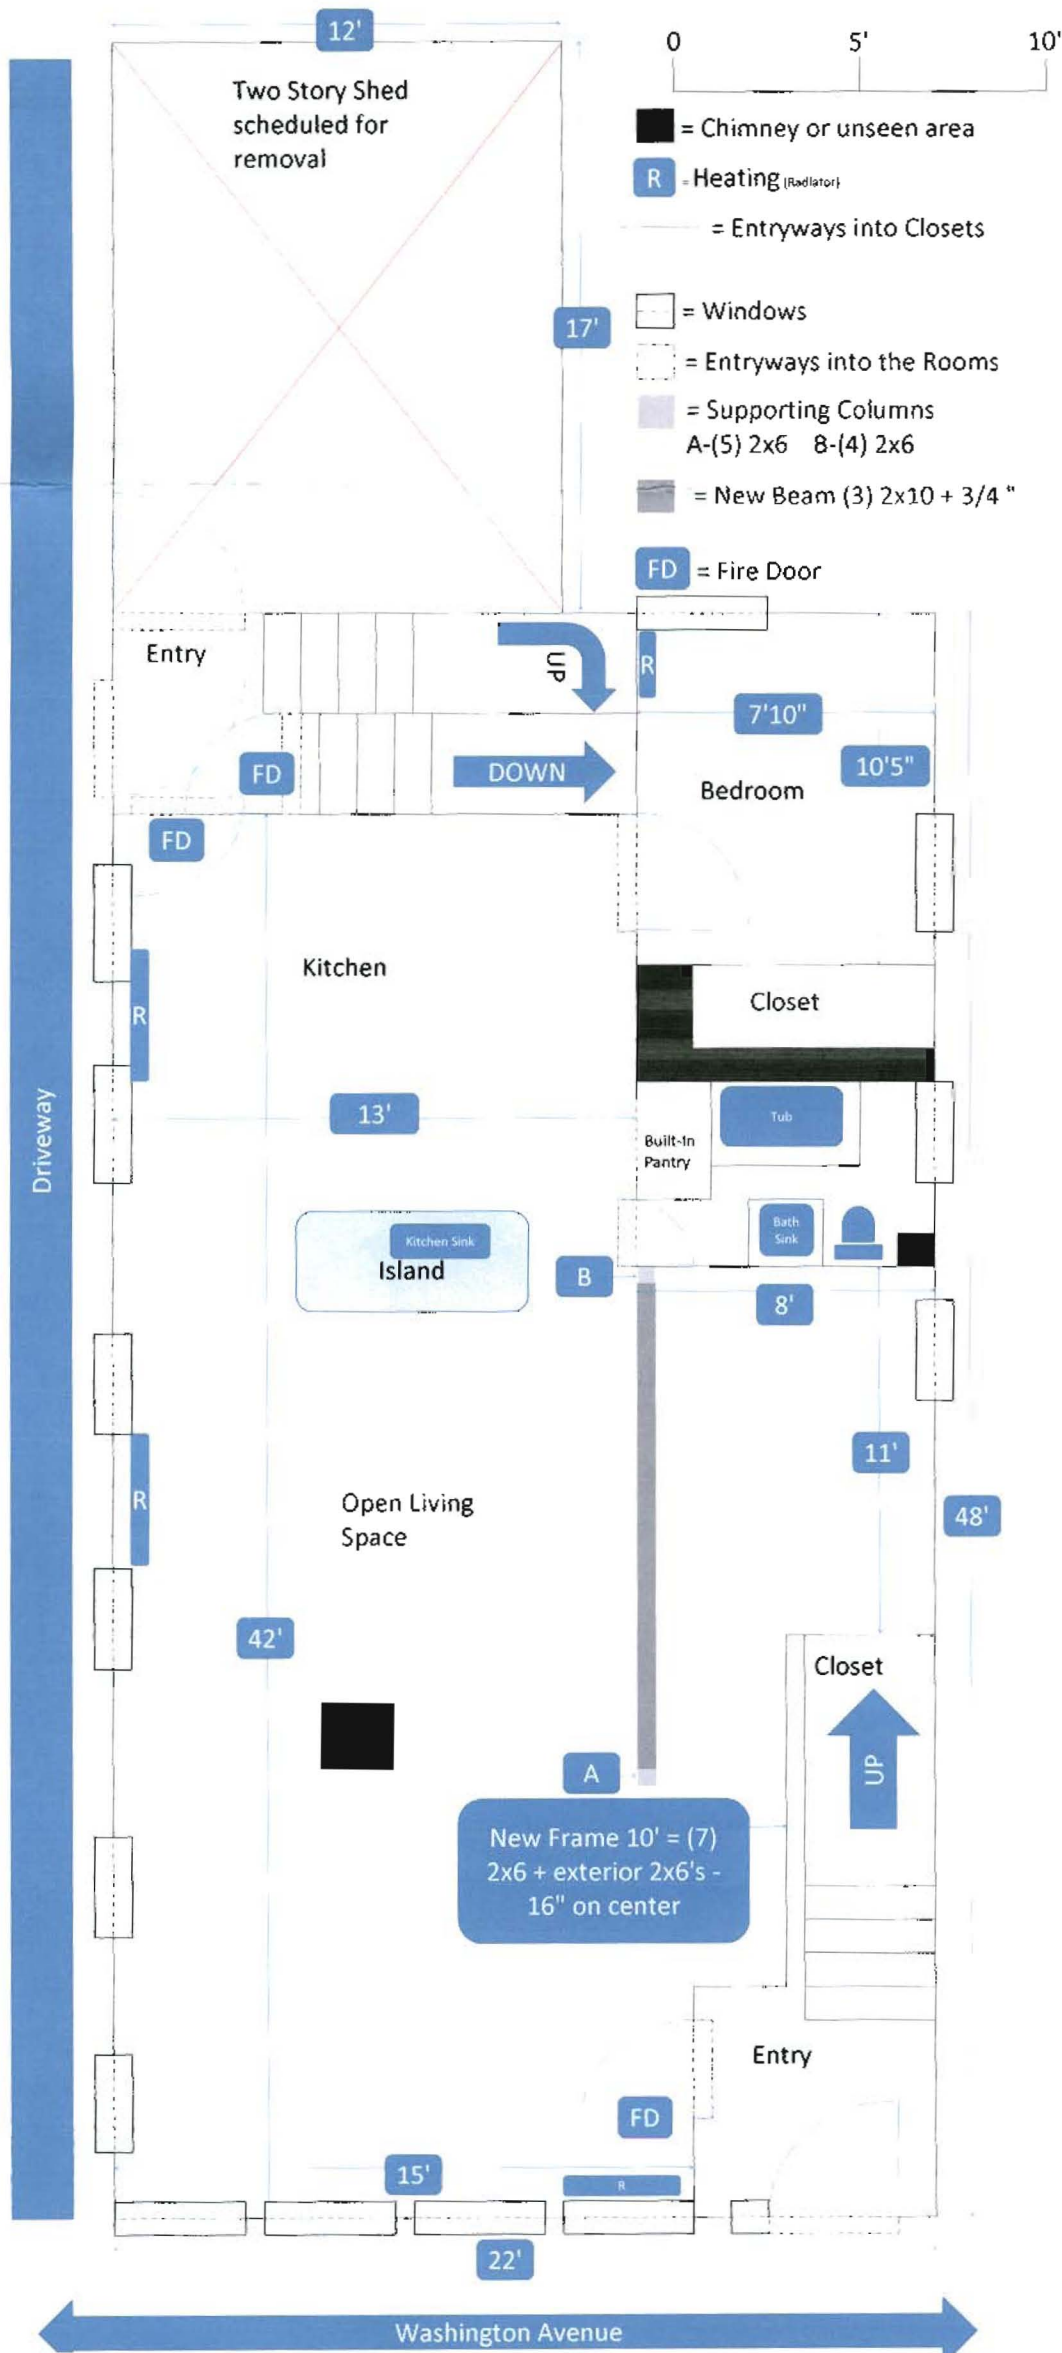 12'
0 5' 10'
Two Story Shed
scheduled for
removal
= Chimney or unseen area
R = Heating (Radiator)
= Entryways into Closets
17'
= Windows
= Entryways into the Rooms
= Supporting Columns
A-(5) 2x6 B-(4) 2x6
= New Beam (3) 2x10 + 3/4 "
FD = Fire Door
Entry
UP
R
7'10"
FD
DOWN
10'5"
Bedroom
FD
Kitchen
Closet
R
Driveway
13'
Tub
Built-In
Pantry
Bath
Sink
Kitchen Sink
Island
B
8'
11'
R
Open Living
Space
48'
42'
Closet
UP
A
New Frame 10' = (7)
2x6 + exterior 2x6's -
16" on center
Entry
FD
15'
R
22'
Washington Avenue